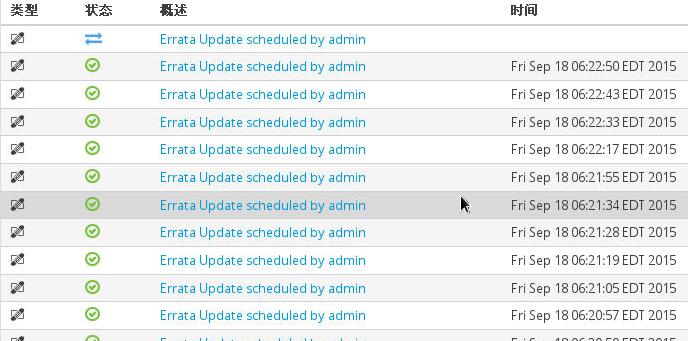 类型 状态 概述 时间
Errata Update scheduled by admin
Errata Update scheduled by admin Fri Sep 18 06:22:50 EDT 2015
Errata Update scheduled by admin Fri Sep 18 06:22:43 EDT 2015
Errata Update scheduled by admin Fri Sep 18 06:22:33 EDT 2015
Errata Update scheduled by admin Fri Sep 18 06:22:17 EDT 2015
Errata Update scheduled by admin Fri Sep 18 06:21:55 EDT 2015
Errata Update scheduled by admin Fri Sep 18 06:21:34 EDT 2015
Errata Update scheduled by admin Fri Sep 18 06:21:28 EDT 2015
Errata Update scheduled by admin Fri Sep 18 06:21:19 EDT 2015
Errata Update scheduled by admin Fri Sep 18 06:21:05 EDT 2015
Errata Update scheduled by admin Fri Sep 18 06:20:57 EDT 2015